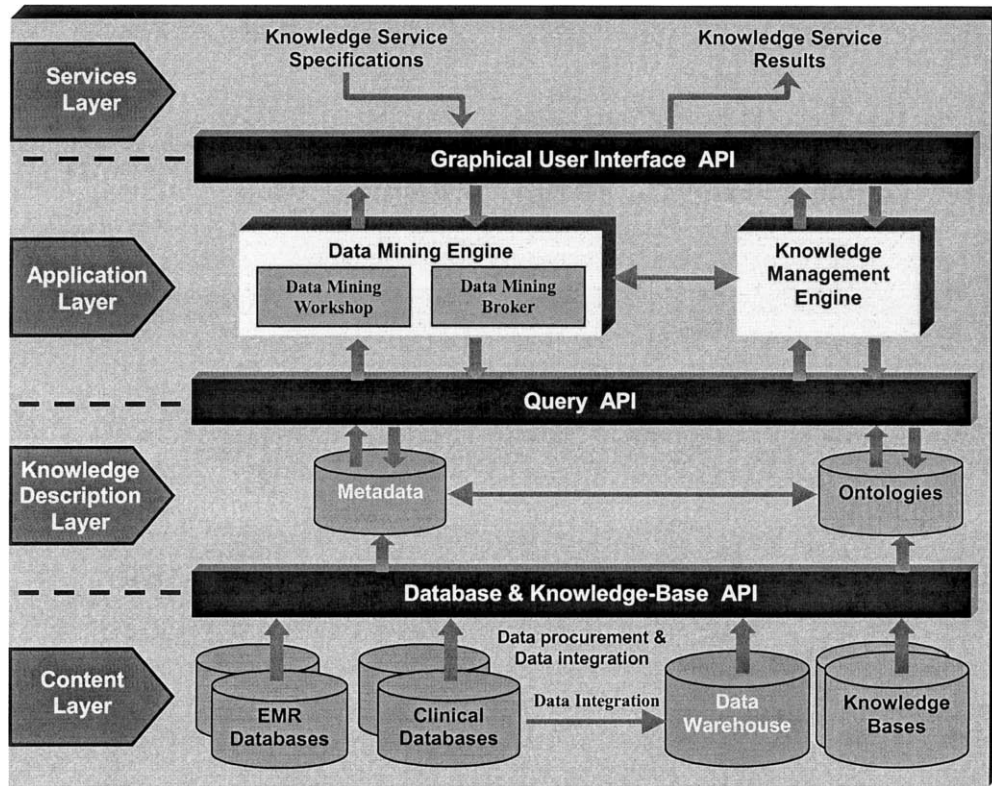 Services
Layer
Knowledge Service
Specifications
Knowledge Service
Results
Graphical User Interface API
Application
Layer
Data Mining Engine
Data Mining
Workshop
Data Mining
Broker
Knowledge
Management
Engine
Query API
Knowledge
Description
Layer
Metadata
Ontologies
Database & Knowledge-Base API
Content
Layer
EMR
Databases
Clinical
Databases
Data procurement &
Data integration
Data Integration
Data
Warehouse
Knowledge
Bases